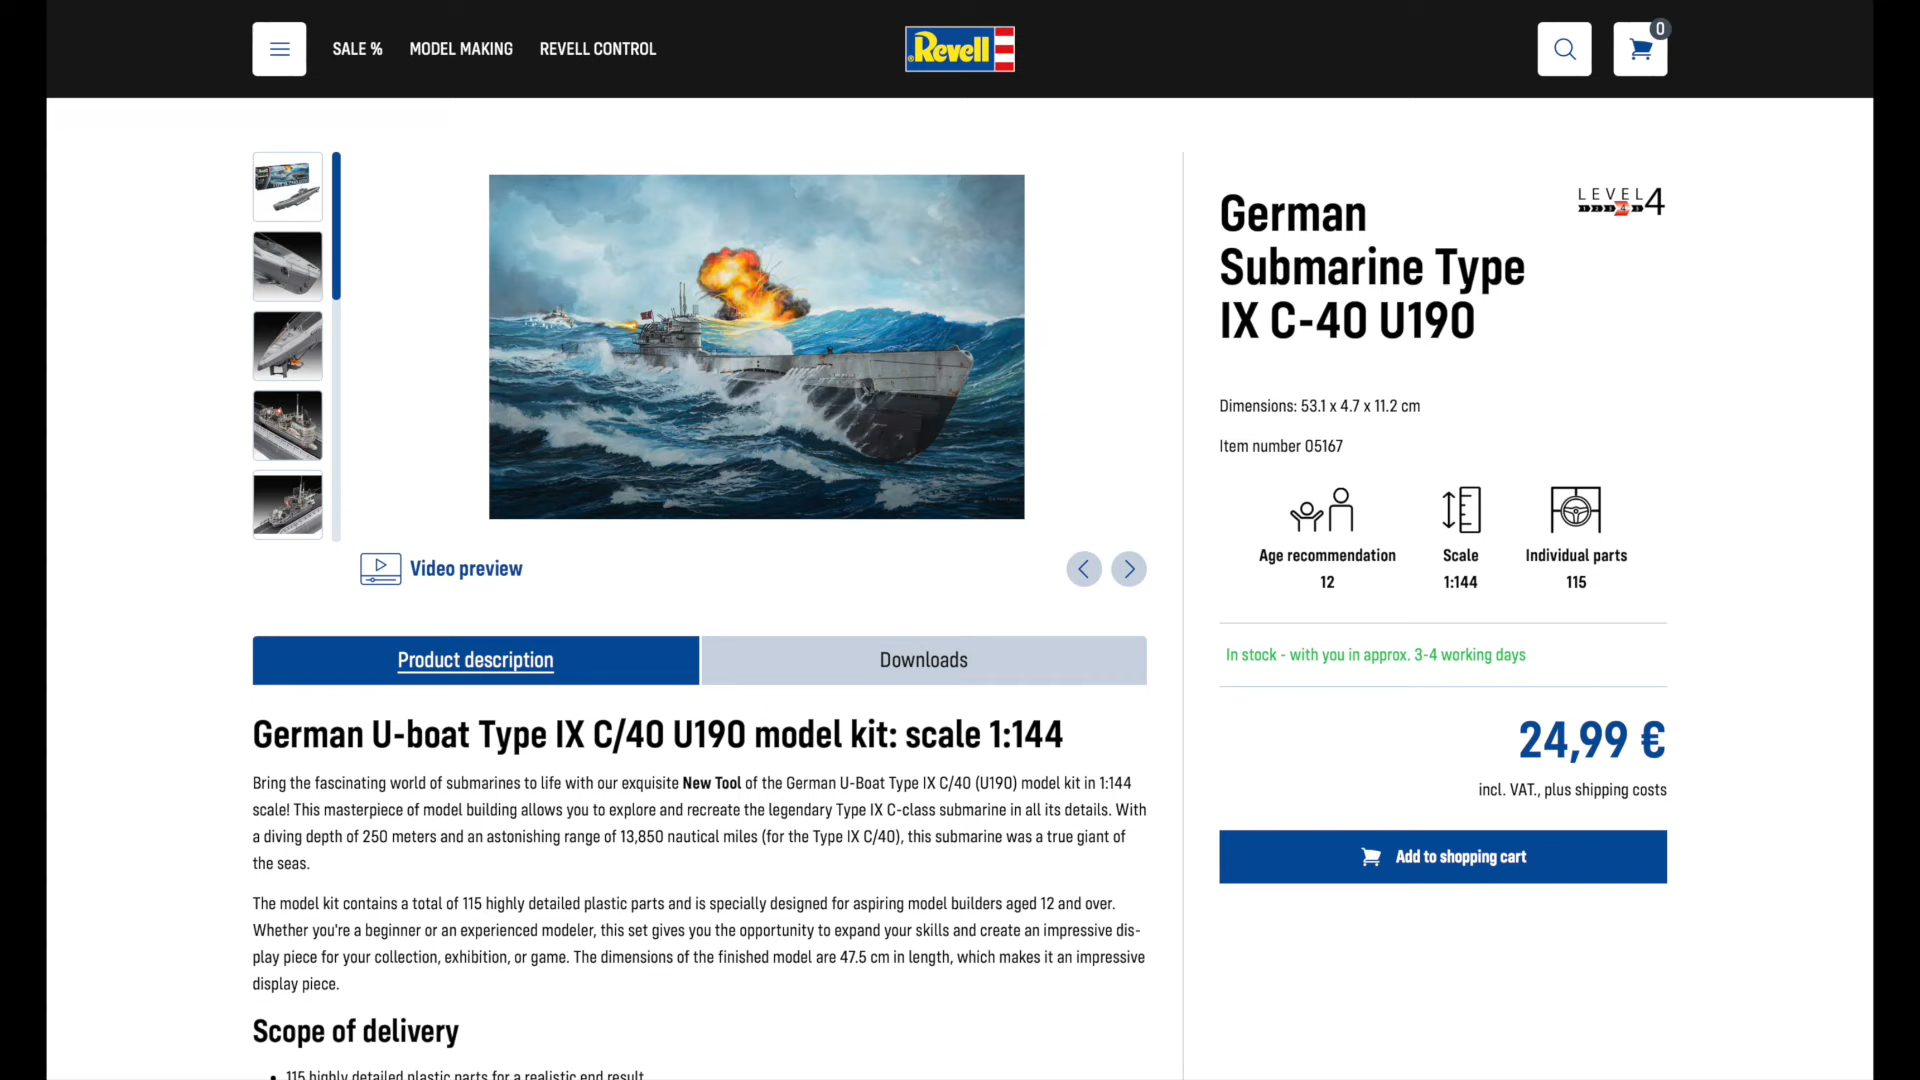 SALE %
MODEL MAKING
REVELL CONTROL
Revell
0
LEVEL 4
German
Submarine Type
IX C-40 U190
Dimensions: 53.1 x 4.7 x 11.2 cm
Item number 05167
Age recommendation
12
Scale
1:144
Individual parts
115
In stock - with you in approx. 3-4 working days
24,99 €
incl. VAT., plus shipping costs
Add to shopping cart
Video preview
Product description
Downloads
German U-boat Type IX C/40 U190 model kit: scale 1:144
Bring the fascinating world of submarines to life with our exquisite New Tool of the German U-Boat Type IX C/40 (U190) model kit in 1:144
scale! This masterpiece of model building allows you to explore and recreate the legendary Type IX C-class submarine in all its details. With
a diving depth of 250 meters and an astonishing range of 13,850 nautical miles (for the Type IX C/40), this submarine was a true giant of
the seas.
The model kit contains a total of 115 highly detailed plastic parts and is specially designed for aspiring model builders aged 12 and over.
Whether you're a beginner or an experienced modeler, this set gives you the opportunity to expand your skills and create an impressive dis-
play piece for your collection, exhibition, or game. The dimensions of the finished model are 47.5 cm in length, which makes it an impressive
display piece.
Scope of delivery
• 115 highly detailed plastic parts for a realistic end result